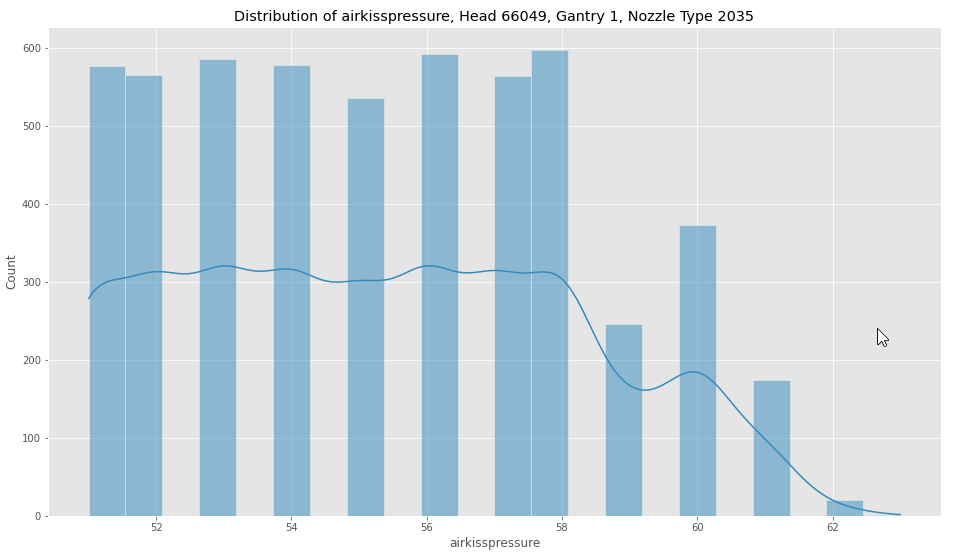 Distribution of airkisspressure, Head 66049, Gantry 1, Nozzle Type 2035
600
500
400
300
200
100
0
Count
52 54 56 58 60 62
airkisspressure